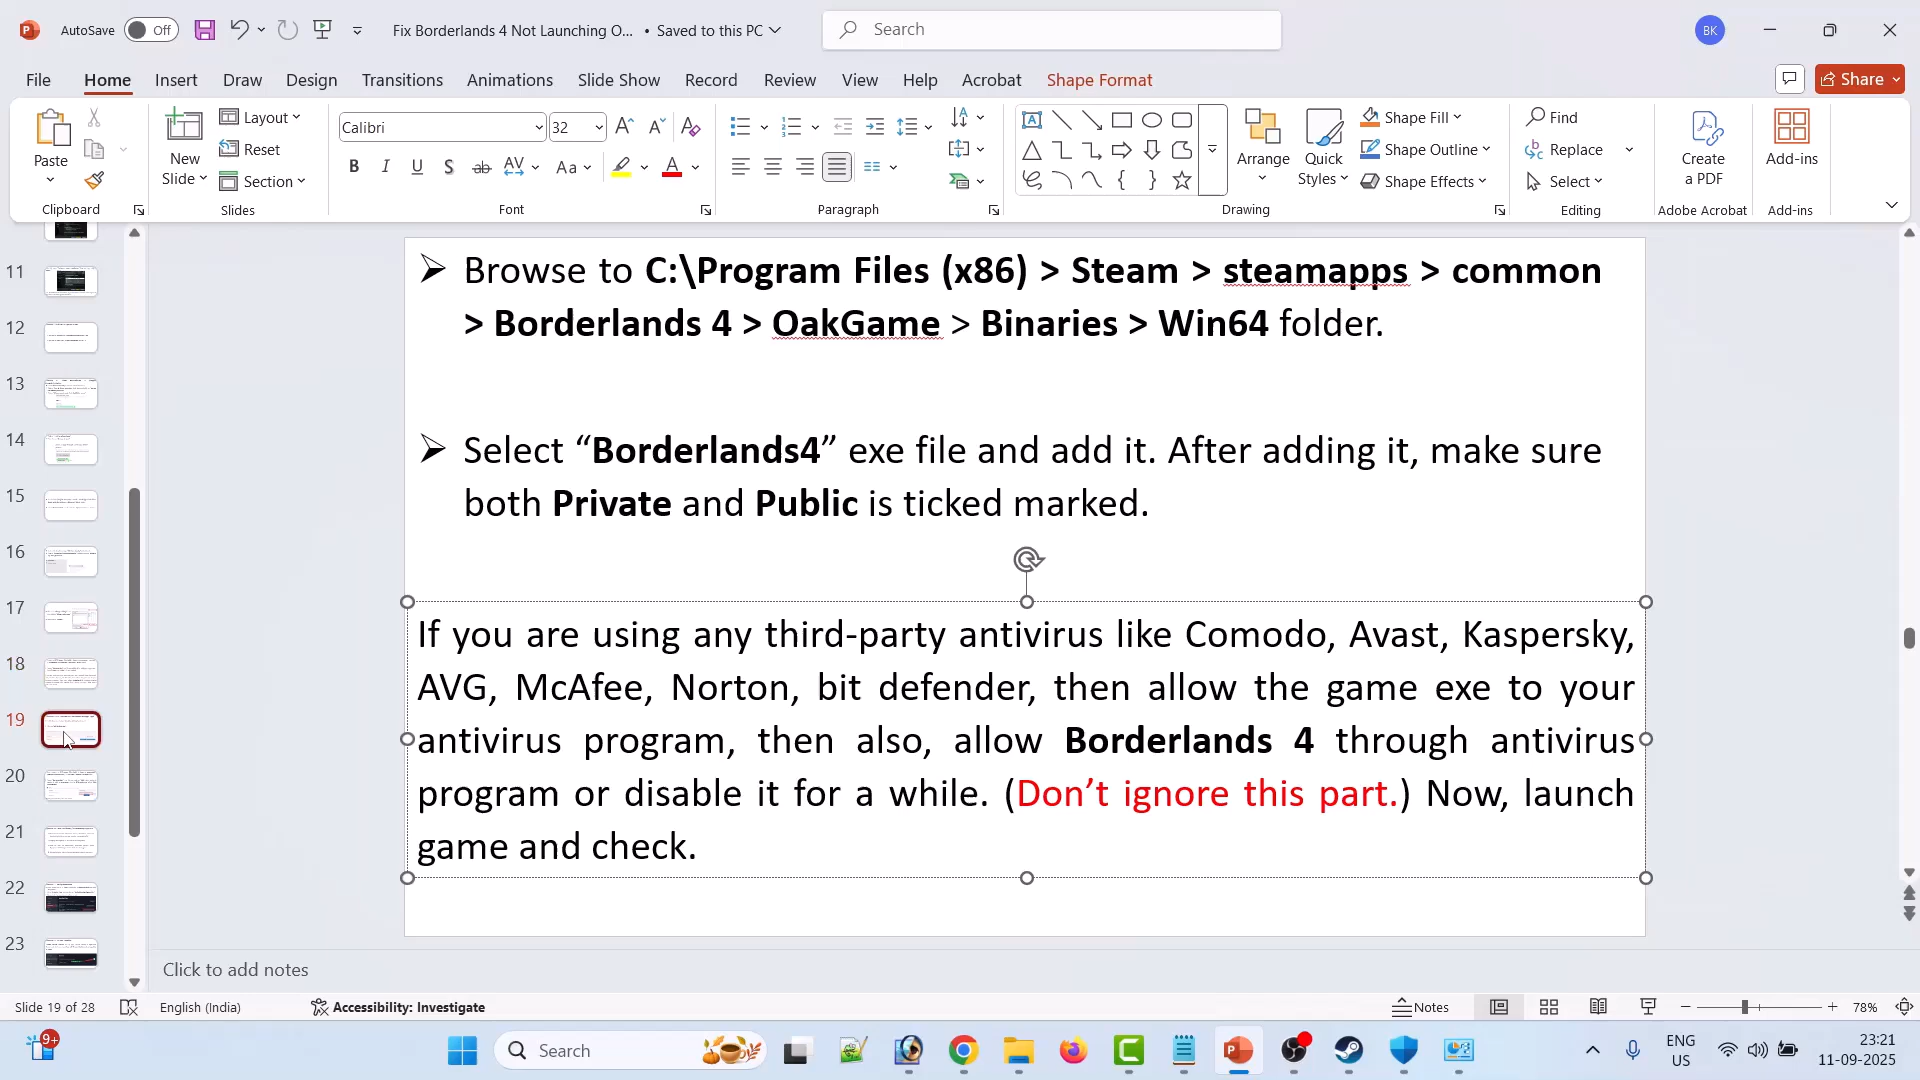 AutoSave Off Fix Borderlands 4 Not Launching O... • Saved to this PC Search BK
File Home Insert Draw Design Transitions Animations Slide Show Record Review View Help Acrobat Shape Format Share
Paste New Slide Layout Reset Section Calibri 32 Arrange Quick Styles Shape Fill Shape Outline Shape Effects Find Replace Select Create a PDF Add-ins
Clipboard Slides Font Paragraph Drawing Editing Adobe Acrobat Add-ins
11
12
13
14
15
16
17
18
19
20
21
22
23
Browse to C:\Program Files (x86) > Steam > steamapps > common
> Borderlands 4 > OakGame > Binaries > Win64 folder.
Select “Borderlands4” exe file and add it. After adding it, make sure
both Private and Public is ticked marked.
If you are using any third-party antivirus like Comodo, Avast, Kaspersky,
AVG, McAfee, Norton, bit defender, then allow the game exe to your
antivirus program, then also, allow Borderlands 4 through antivirus
program or disable it for a while. (Don’t ignore this part.) Now, launch
game and check.
Click to add notes
Slide 19 of 28 English (India) Accessibility: Investigate Notes 78%
9+ Search ENG US 23:21 11-09-2025